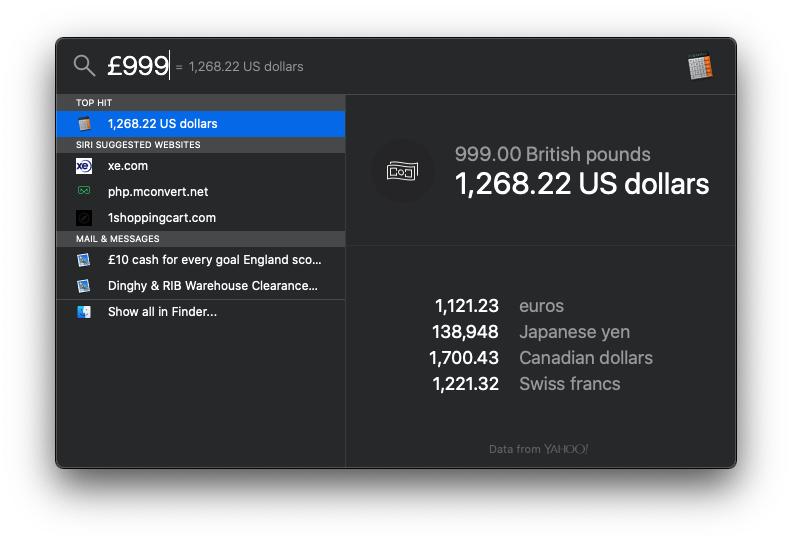 £999 = 1,268.22 US dollars
TOP HIT
1,268.22 US dollars
SIRI SUGGESTED WEBSITES
xe xe.com
php.mconvert.net
1shoppingcart.com
MAIL & MESSAGES
£10 cash for every goal England sco...
Dinghy & RIB Warehouse Clearance...
Show all in Finder...
999.00 British pounds
1,268.22 US dollars
1,121.23 euros
138,948 Japanese yen
1,700.43 Canadian dollars
1,221.32 Swiss francs
Data from YAHOO!